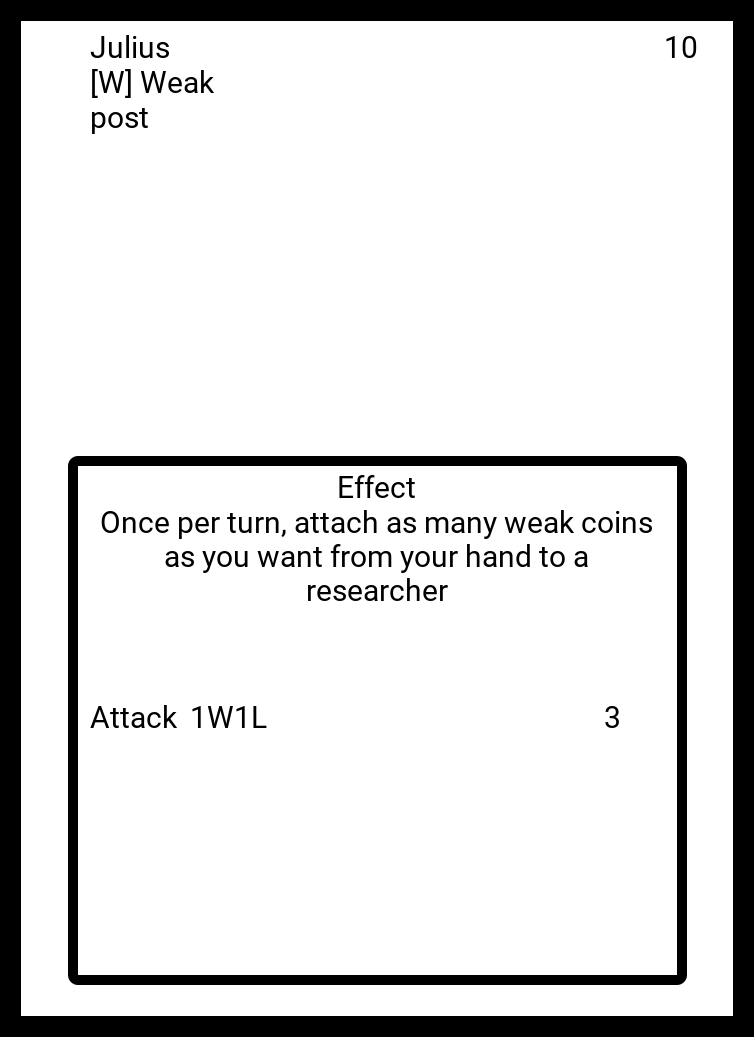 Julius 10
[W] Weak
post
Effect
Once per turn, attach as many weak coins
as you want from your hand to a
researcher
Attack 1W1L 3